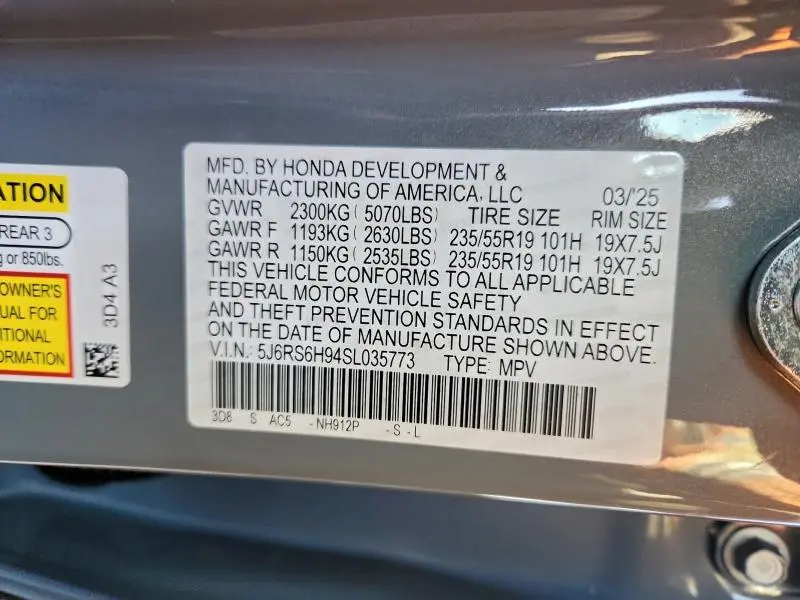 ATION
REAR 3
g or 850lbs.
OWNER'S
UAL FOR
ITIONAL
ORMATION
3D4 A3
MFD. BY HONDA DEVELOPMENT &
MANUFACTURING OF AMERICA, LLC 03/'25
GVWR 2300KG ( 5070LBS) TIRE SIZE RIM SIZE
GAWR F 1193KG ( 2630LBS) 235/55R19 101H 19X7.5J
GAWR R 1150KG ( 2535LBS) 235/55R19 101H 19X7.5J
THIS VEHICLE CONFORMS TO ALL APPLICABLE
FEDERAL MOTOR VEHICLE SAFETY
AND THEFT PREVENTION STANDARDS IN EFFECT
ON THE DATE OF MANUFACTURE SHOWN ABOVE.
V.I.N.: 5J6RS6H94SL035773 TYPE: MPV
3D8 S AC5 - NH912P - S - L